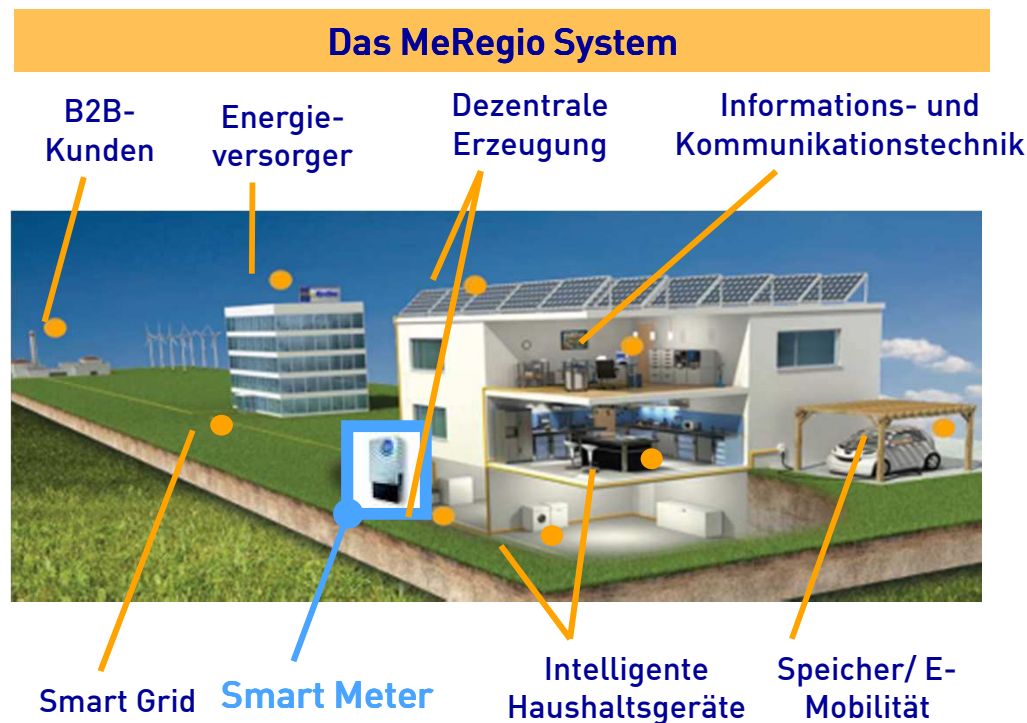 Das MeRegio System
B2B-
Kunden
Energie-
versorger
Dezentrale
Erzeugung
Informations- und
Kommunikationstechnik
Smart Grid
Smart Meter
Intelligente
Haushaltsgeräte
Speicher/ E-
Mobilität